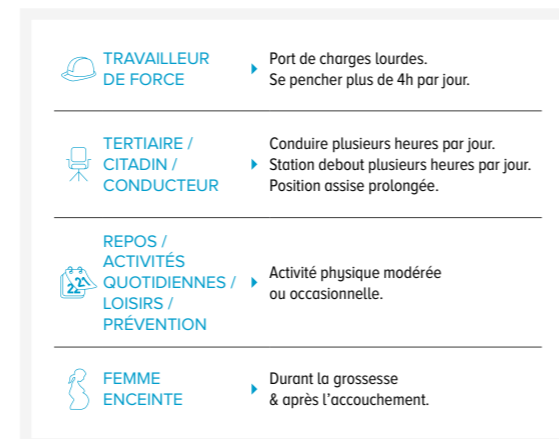 TRAVAILLEUR
DE FORCE
Port de charges lourdes.
Se pencher plus de 4h par jour.
TERTIAIRE /
CITADIN /
CONDUCTEUR
Conduire plusieurs heures par jour.
Station debout plusieurs heures par jour.
Position assise prolongée.
REPOS /
ACTIVITÉS
QUOTIDIENNES /
LOISIRS /
PRÉVENTION
22 21
Activité physique modérée
ou occasionnelle.
FEMME
ENCEINTE
Durant la grossesse
& après l'accouchement.